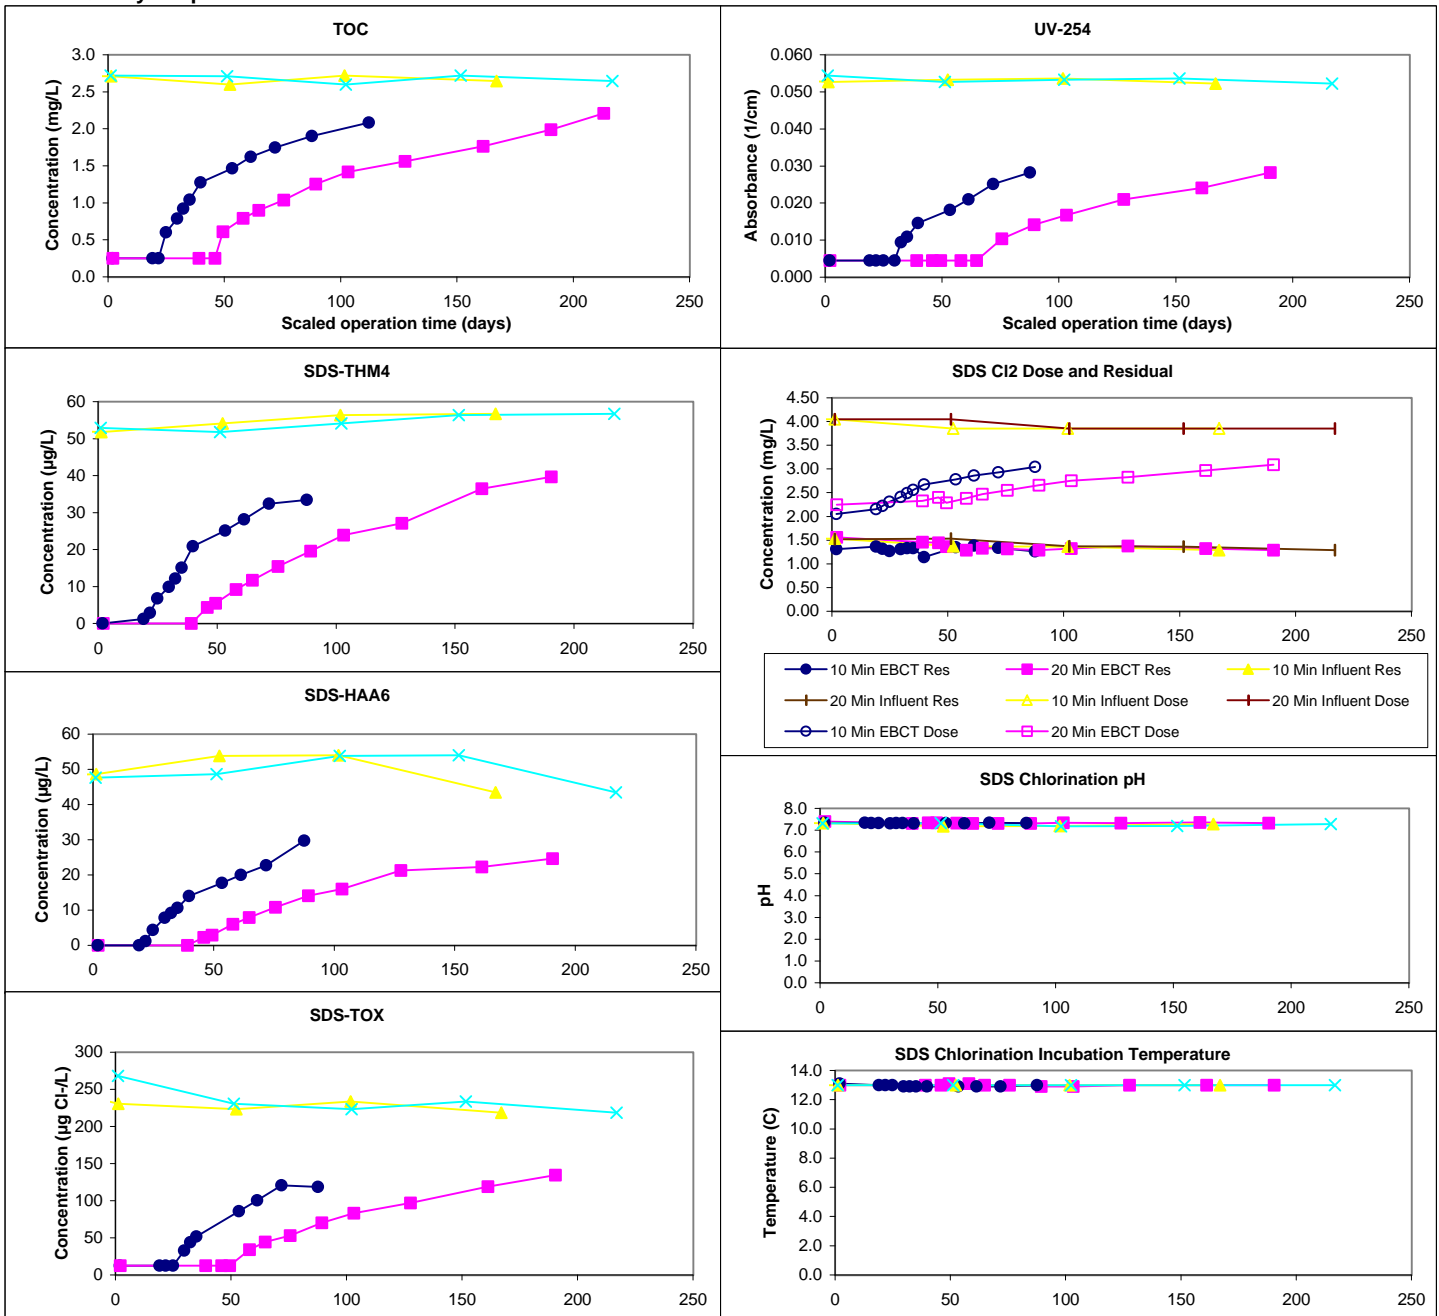 TOC
Concentration (mg/L)
3.0
2.5
2.0
1.5
1.0
0.5
0.0
0 50 100 150 200 250
Scaled operation time (days)
UV-254
Absorbance (1/cm)
0.060
0.050
0.040
0.030
0.020
0.010
0.000
0 50 100 150 200 250
Scaled operation time (days)
SDS-THM4
Concentration (µg/L)
60
50
40
30
20
10
0
0 50 100 150 200 250
SDS Cl2 Dose and Residual
Concentration (mg/L)
4.50
4.00
3.50
3.00
2.50
2.00
1.50
1.00
0.50
0.00
0 50 100 150 200 250
10 Min EBCT Res 20 Min EBCT Res 10 Min Influent Res
20 Min Influent Res 10 Min Influent Dose 20 Min Influent Dose
10 Min EBCT Dose 20 Min EBCT Dose
SDS-HAA6
Concentration (µg/L)
60
50
40
30
20
10
0
0 50 100 150 200 250
SDS Chlorination pH
pH
8.0
7.0
6.0
5.0
4.0
3.0
2.0
1.0
0.0
0 50 100 150 200 250
SDS-TOX
Concentration (µg Cl-/L)
300
250
200
150
100
50
0
0 50 100 150 200 250
SDS Chlorination Incubation Temperature
Temperature (C)
14.0
12.0
10.0
8.0
6.0
4.0
2.0
0.0
0 50 100 150 200 250